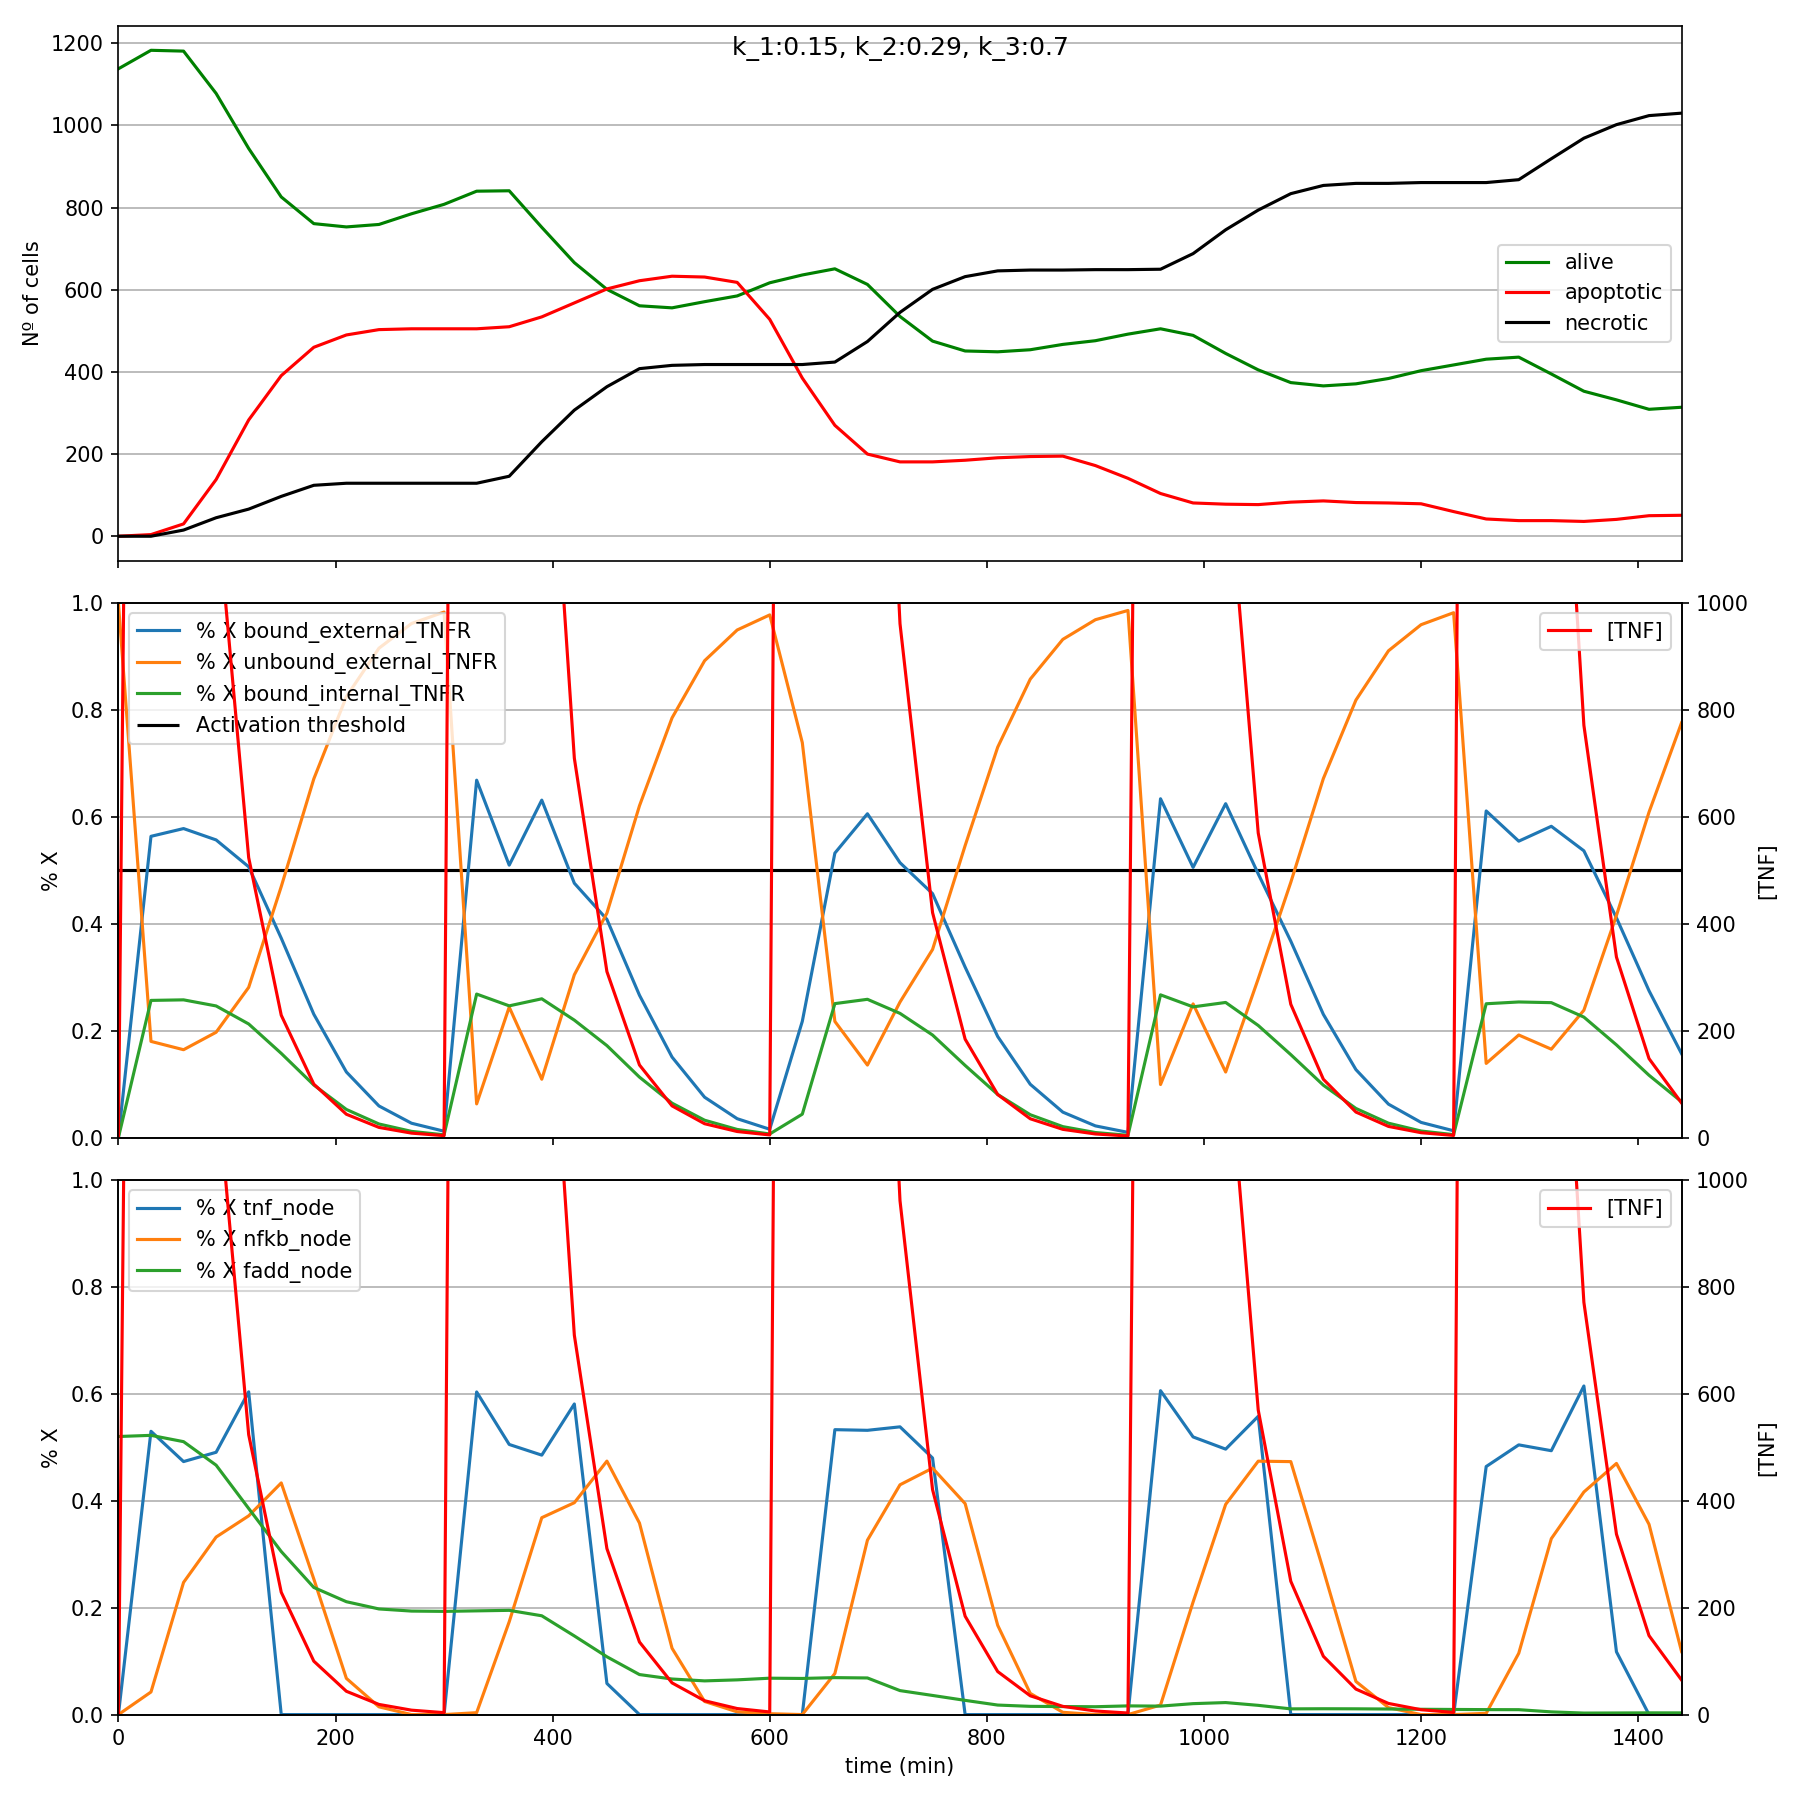 k_1:0.15, k_2:0.29, k_3:0.7
1200
1000
800
600
400
200
0
Nº of cells
alive
apoptotic
necrotic
1.0
0.8
0.6
0.4
0.2
0.0
% X
% X bound_external_TNFR
% X unbound_external_TNFR
% X bound_internal_TNFR
Activation threshold
[TNF]
1000
800
600
400
200
0
[TNF]
1.0
0.8
0.6
0.4
0.2
0.0
% X
% X tnf_node
% X nfkb_node
% X fadd_node
[TNF]
1000
800
600
400
200
0
[TNF]
0 200 400 600 800 1000 1200 1400
time (min)